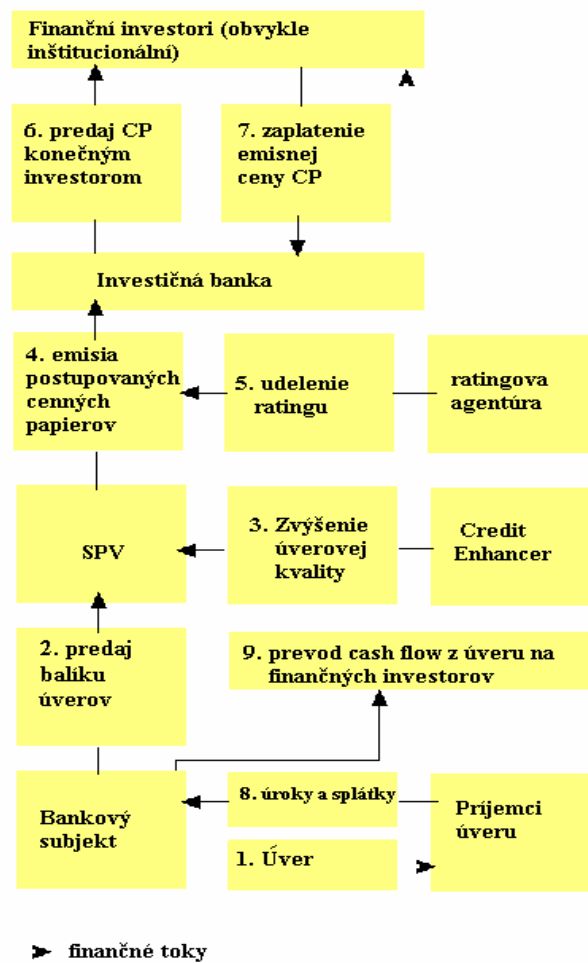 Finanční investori (obvykle
inštitucionální)
6. predaj CP
konečným
investorom
7. zaplatenie
emisnej
ceny CP
Investičná banka
4. emisia
postupovaných
cenných
papierov
5. udelenie
ratingu
ratingova
agentúra
SPV
3. Zvýšenie
úverovej
kvality
Credit
Enhancer
2. predaj
balíku
úverov
9. prevod cash flow z úveru na
finančných investorov
Bankový
subjekt
8. úroky a splátky
1. Úver
Príjemci
úveru
finančné toky